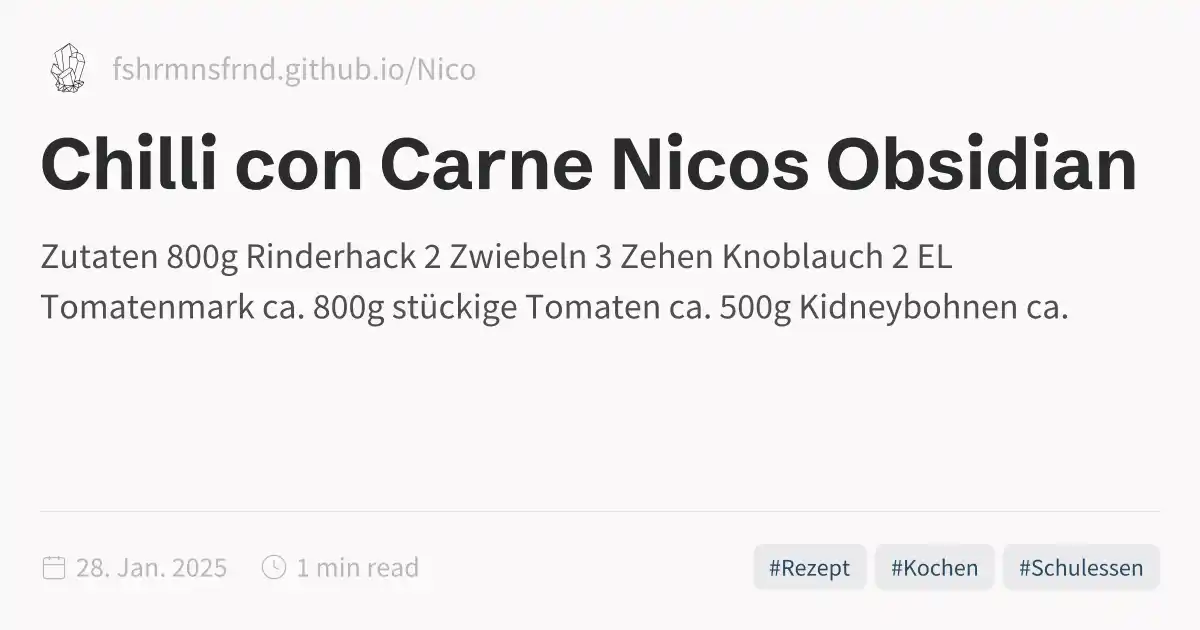 fshrmnsfrnd.github.io/Nico
Chilli con Carne Nicos Obsidian
Zutaten 800g Rinderhack 2 Zwiebeln 3 Zehen Knoblauch 2 EL
Tomatenmark ca. 800g stückige Tomaten ca. 500g Kidneybohnen ca.
28. Jan. 2025 1 min read #Rezept #Kochen #Schulessen